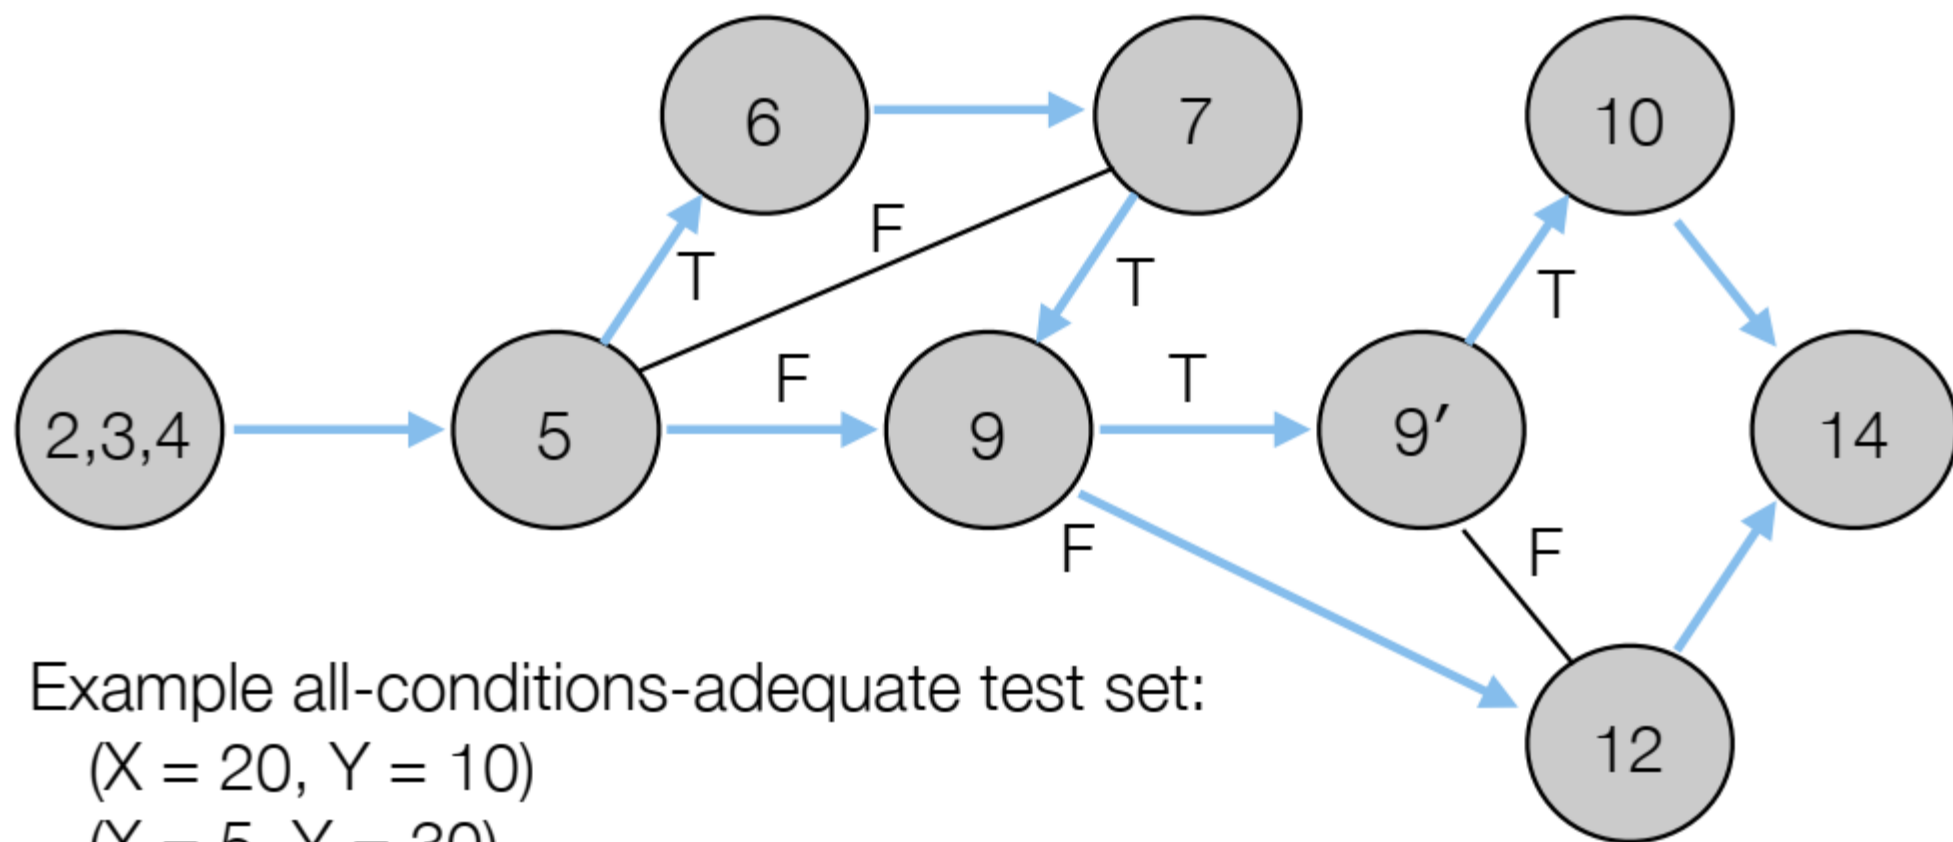 6
7
10
F
T
T
T
F
T
2,3,4
5
9
9′
14
F
F
Example all-conditions-adequate test set:
(X = 20, Y = 10)
12